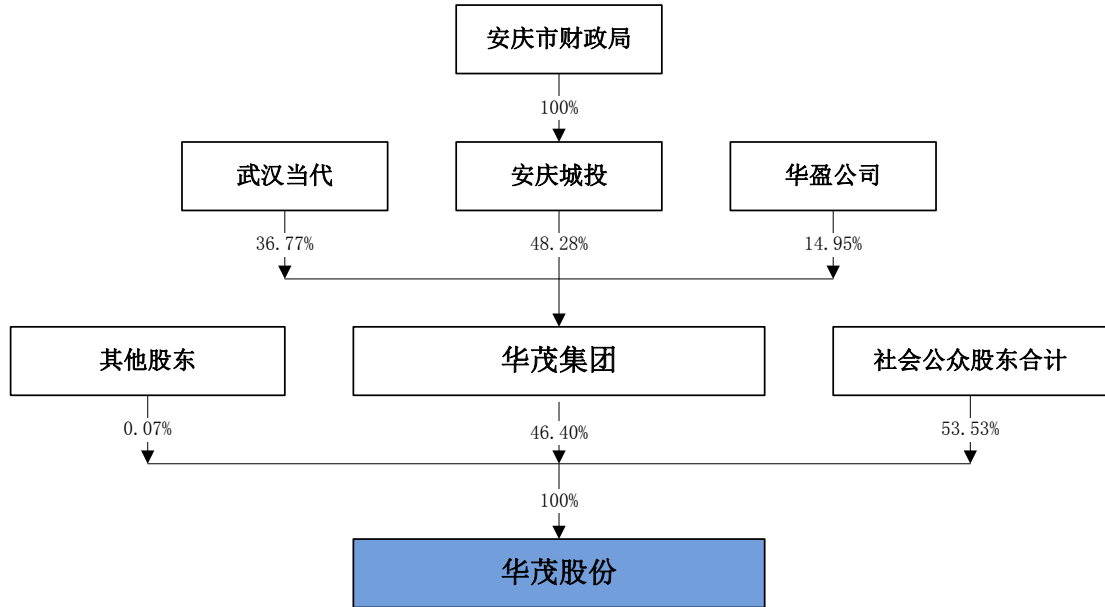 安庆市财政局
100%
武汉当代
安庆城投
华盈公司
36.77%
48.28%
14.95%
其他股东
华茂集团
社会公众股东合计
0.07%
46.40%
53.53%
100%
华茂股份